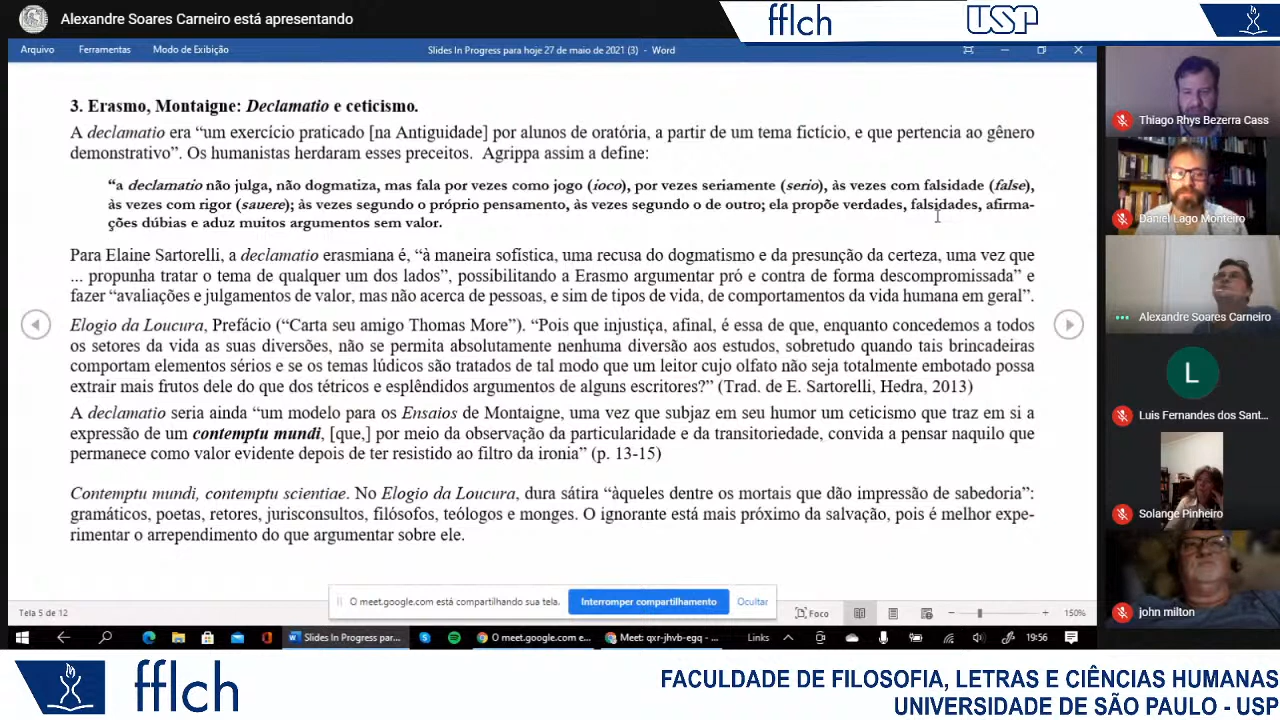 Alexandre Soares Carneiro está apresentando
fflch
USP
Arquivo Ferramentas Modo de Exibição
Slides In Progress para hoje 27 de maio de 2021 (3) - Word
3. Erasmo, Montaigne: Declamatio e ceticismo.
A declamatio era “um exercício praticado [na Antiguidade] por alunos de oratória, a partir de um tema fictício, e que pertencia ao gênero
demonstrativo”. Os humanistas herdaram esses preceitos. Agrippa assim a define:
“a declamatio não julga, não dogmatiza, mas fala por vezes como jogo (ioco), por vezes seriamente (serio), às vezes com falsidade (false),
às vezes com rigor (sauere); às vezes segundo o próprio pensamento, às vezes segundo o de outro; ela propõe verdades, falsidades, afirma-
ções dúbias e aduz muitos argumentos sem valor.
Para Elaine Sartorelli, a declamatio erasmiana é, “à maneira sofística, uma recusa do dogmatismo e da presunção da certeza, uma vez que
... propunha tratar o tema de qualquer um dos lados”, possibilitando a Erasmo argumentar pró e contra de forma descompromissada” e
fazer “avaliações e julgamentos de valor, mas não acerca de pessoas, e sim de tipos de vida, de comportamentos da vida humana em geral”.
Elogio da Loucura, Prefácio (“Carta seu amigo Thomas More”). “Pois que injustiça, afinal, é essa de que, enquanto concedemos a todos
os setores da vida as suas diversões, não se permita absolutamente nenhuma diversão aos estudos, sobretudo quando tais brincadeiras
comportam elementos sérios e se os temas lúdicos são tratados de tal modo que um leitor cujo olfato não seja totalmente embotado possa
extrair mais frutos dele do que dos tétricos e esplêndidos argumentos de alguns escritores?” (Trad. de E. Sartorelli, Hedra, 2013)
A declamatio seria ainda “um modelo para os Ensaios de Montaigne, uma vez que subjaz em seu humor um ceticismo que traz em si a
expressão de um contemptu mundi, [que,] por meio da observação da particularidade e da transitoriedade, convida a pensar naquilo que
permanece como valor evidente depois de ter resistido ao filtro da ironia” (p. 13-15)
Contemptu mundi, contemptu scientiae. No Elogio da Loucura, dura sátira “àqueles dentre os mortais que dão impressão de sabedoria”:
gramáticos, poetas, retores, jurisconsultos, filósofos, teólogos e monges. O ignorante está mais próximo da salvação, pois é melhor expe-
rimentar o arrependimento do que argumentar sobre ele.
O meet.google.com está compartilhando sua tela. Interromper compartilhamento Ocultar
Tela 5 de 12
Foco
150%
Slides In Progress par...
O meet.google.com e...
Meet: qxr-jhvb-egq - ...
Links
19:56
Thiago Rhys Bezerra Cass
Daniel Lago Monteiro
Alexandre Soares Carneiro
L
Luis Fernandes dos Sant...
Solange Pinheiro
john milton
fflch
FACULDADE DE FILOSOFIA, LETRAS E CIÊNCIAS HUMANAS
UNIVERSIDADE DE SÃO PAULO - USP